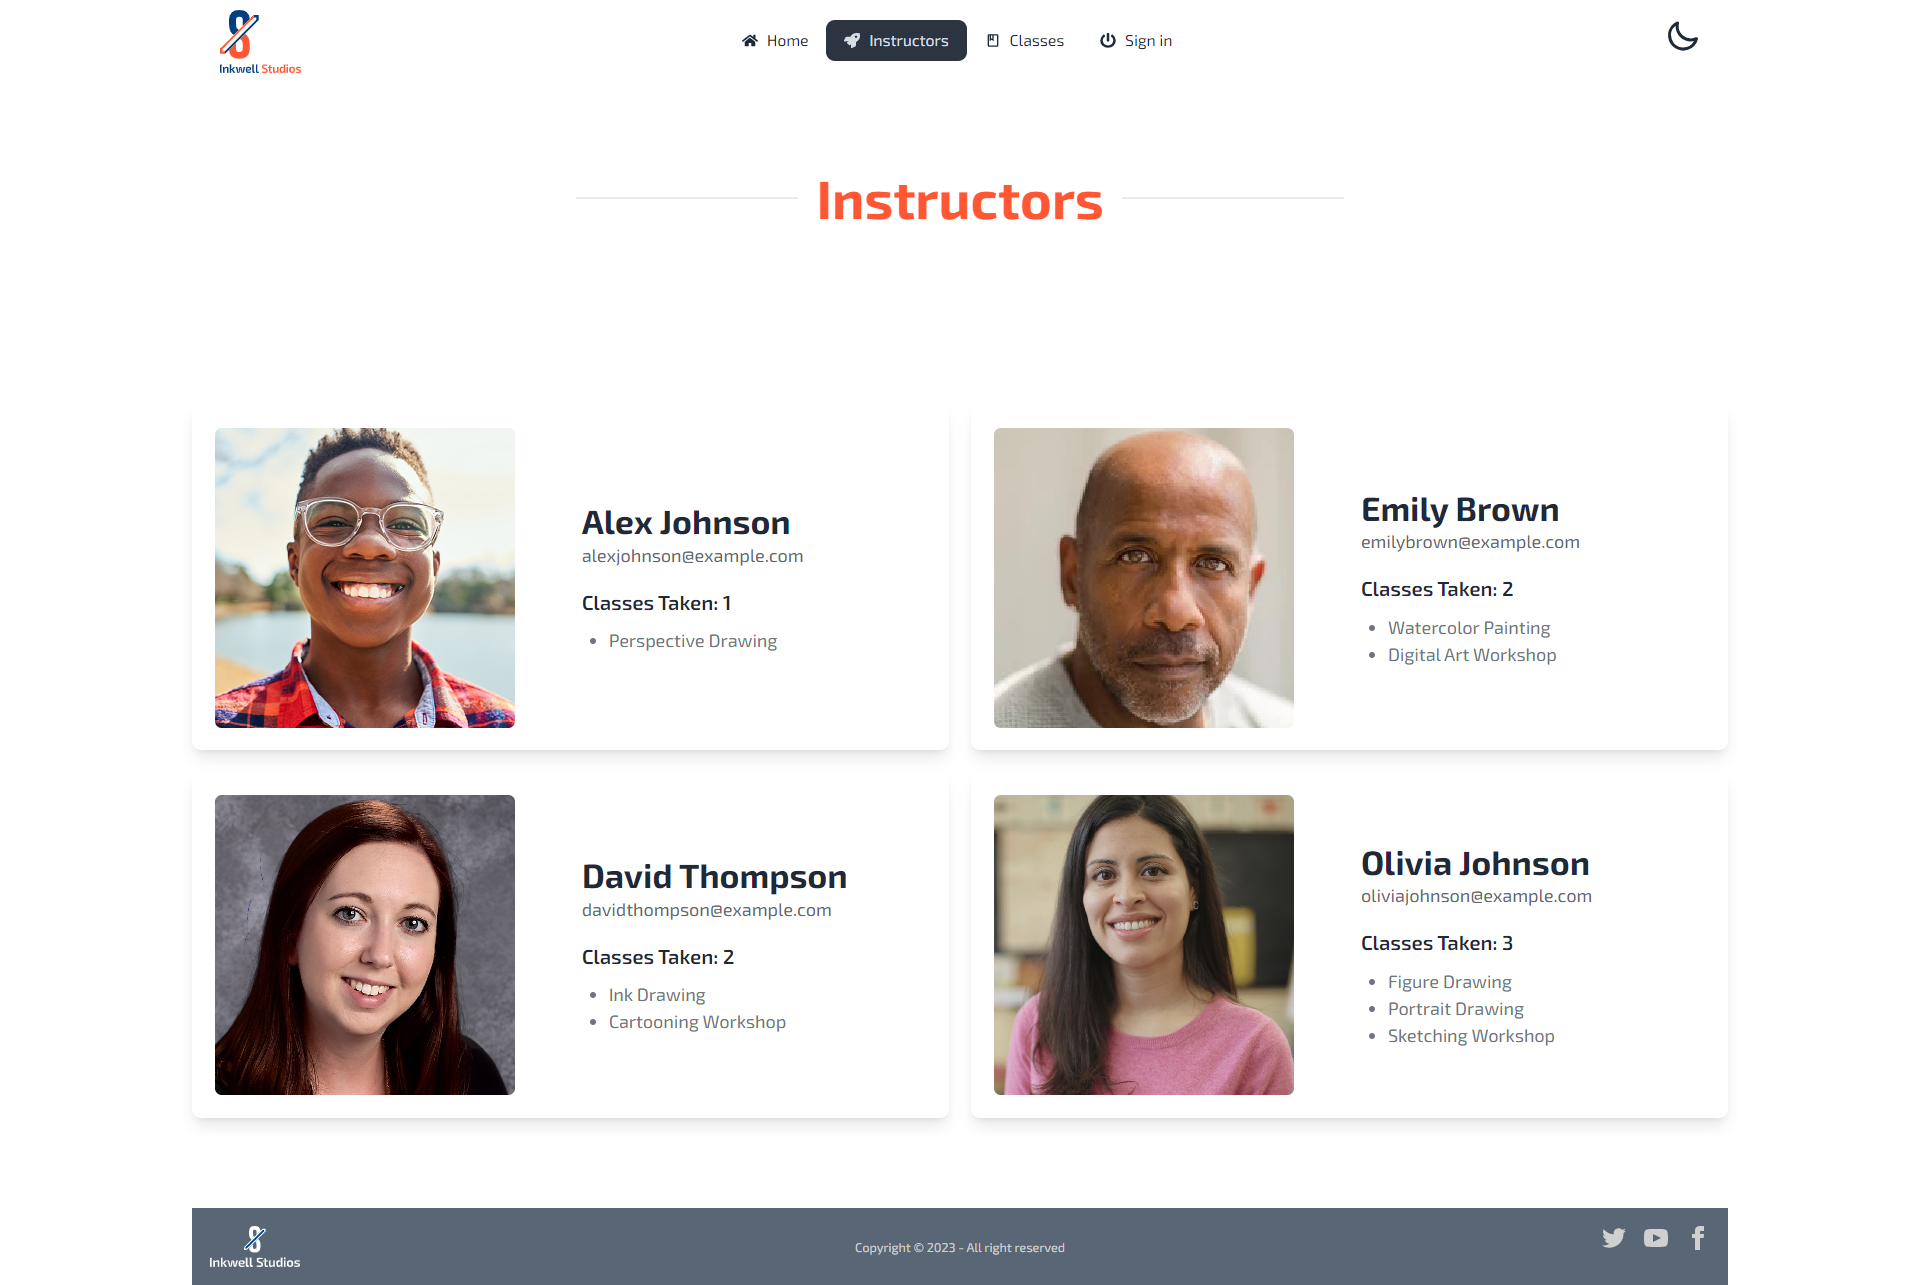 Inkwell Studios
Home
Instructors
Classes
Sign in
Instructors
Alex Johnson
alexjohnson@example.com
Classes Taken: 1
Perspective Drawing
Emily Brown
emilybrown@example.com
Classes Taken: 2
Watercolor Painting
Digital Art Workshop
David Thompson
davidthompson@example.com
Classes Taken: 2
Ink Drawing
Cartooning Workshop
Olivia Johnson
oliviajohnson@example.com
Classes Taken: 3
Figure Drawing
Portrait Drawing
Sketching Workshop
Inkwell Studios
Copyright © 2023 - All right reserved